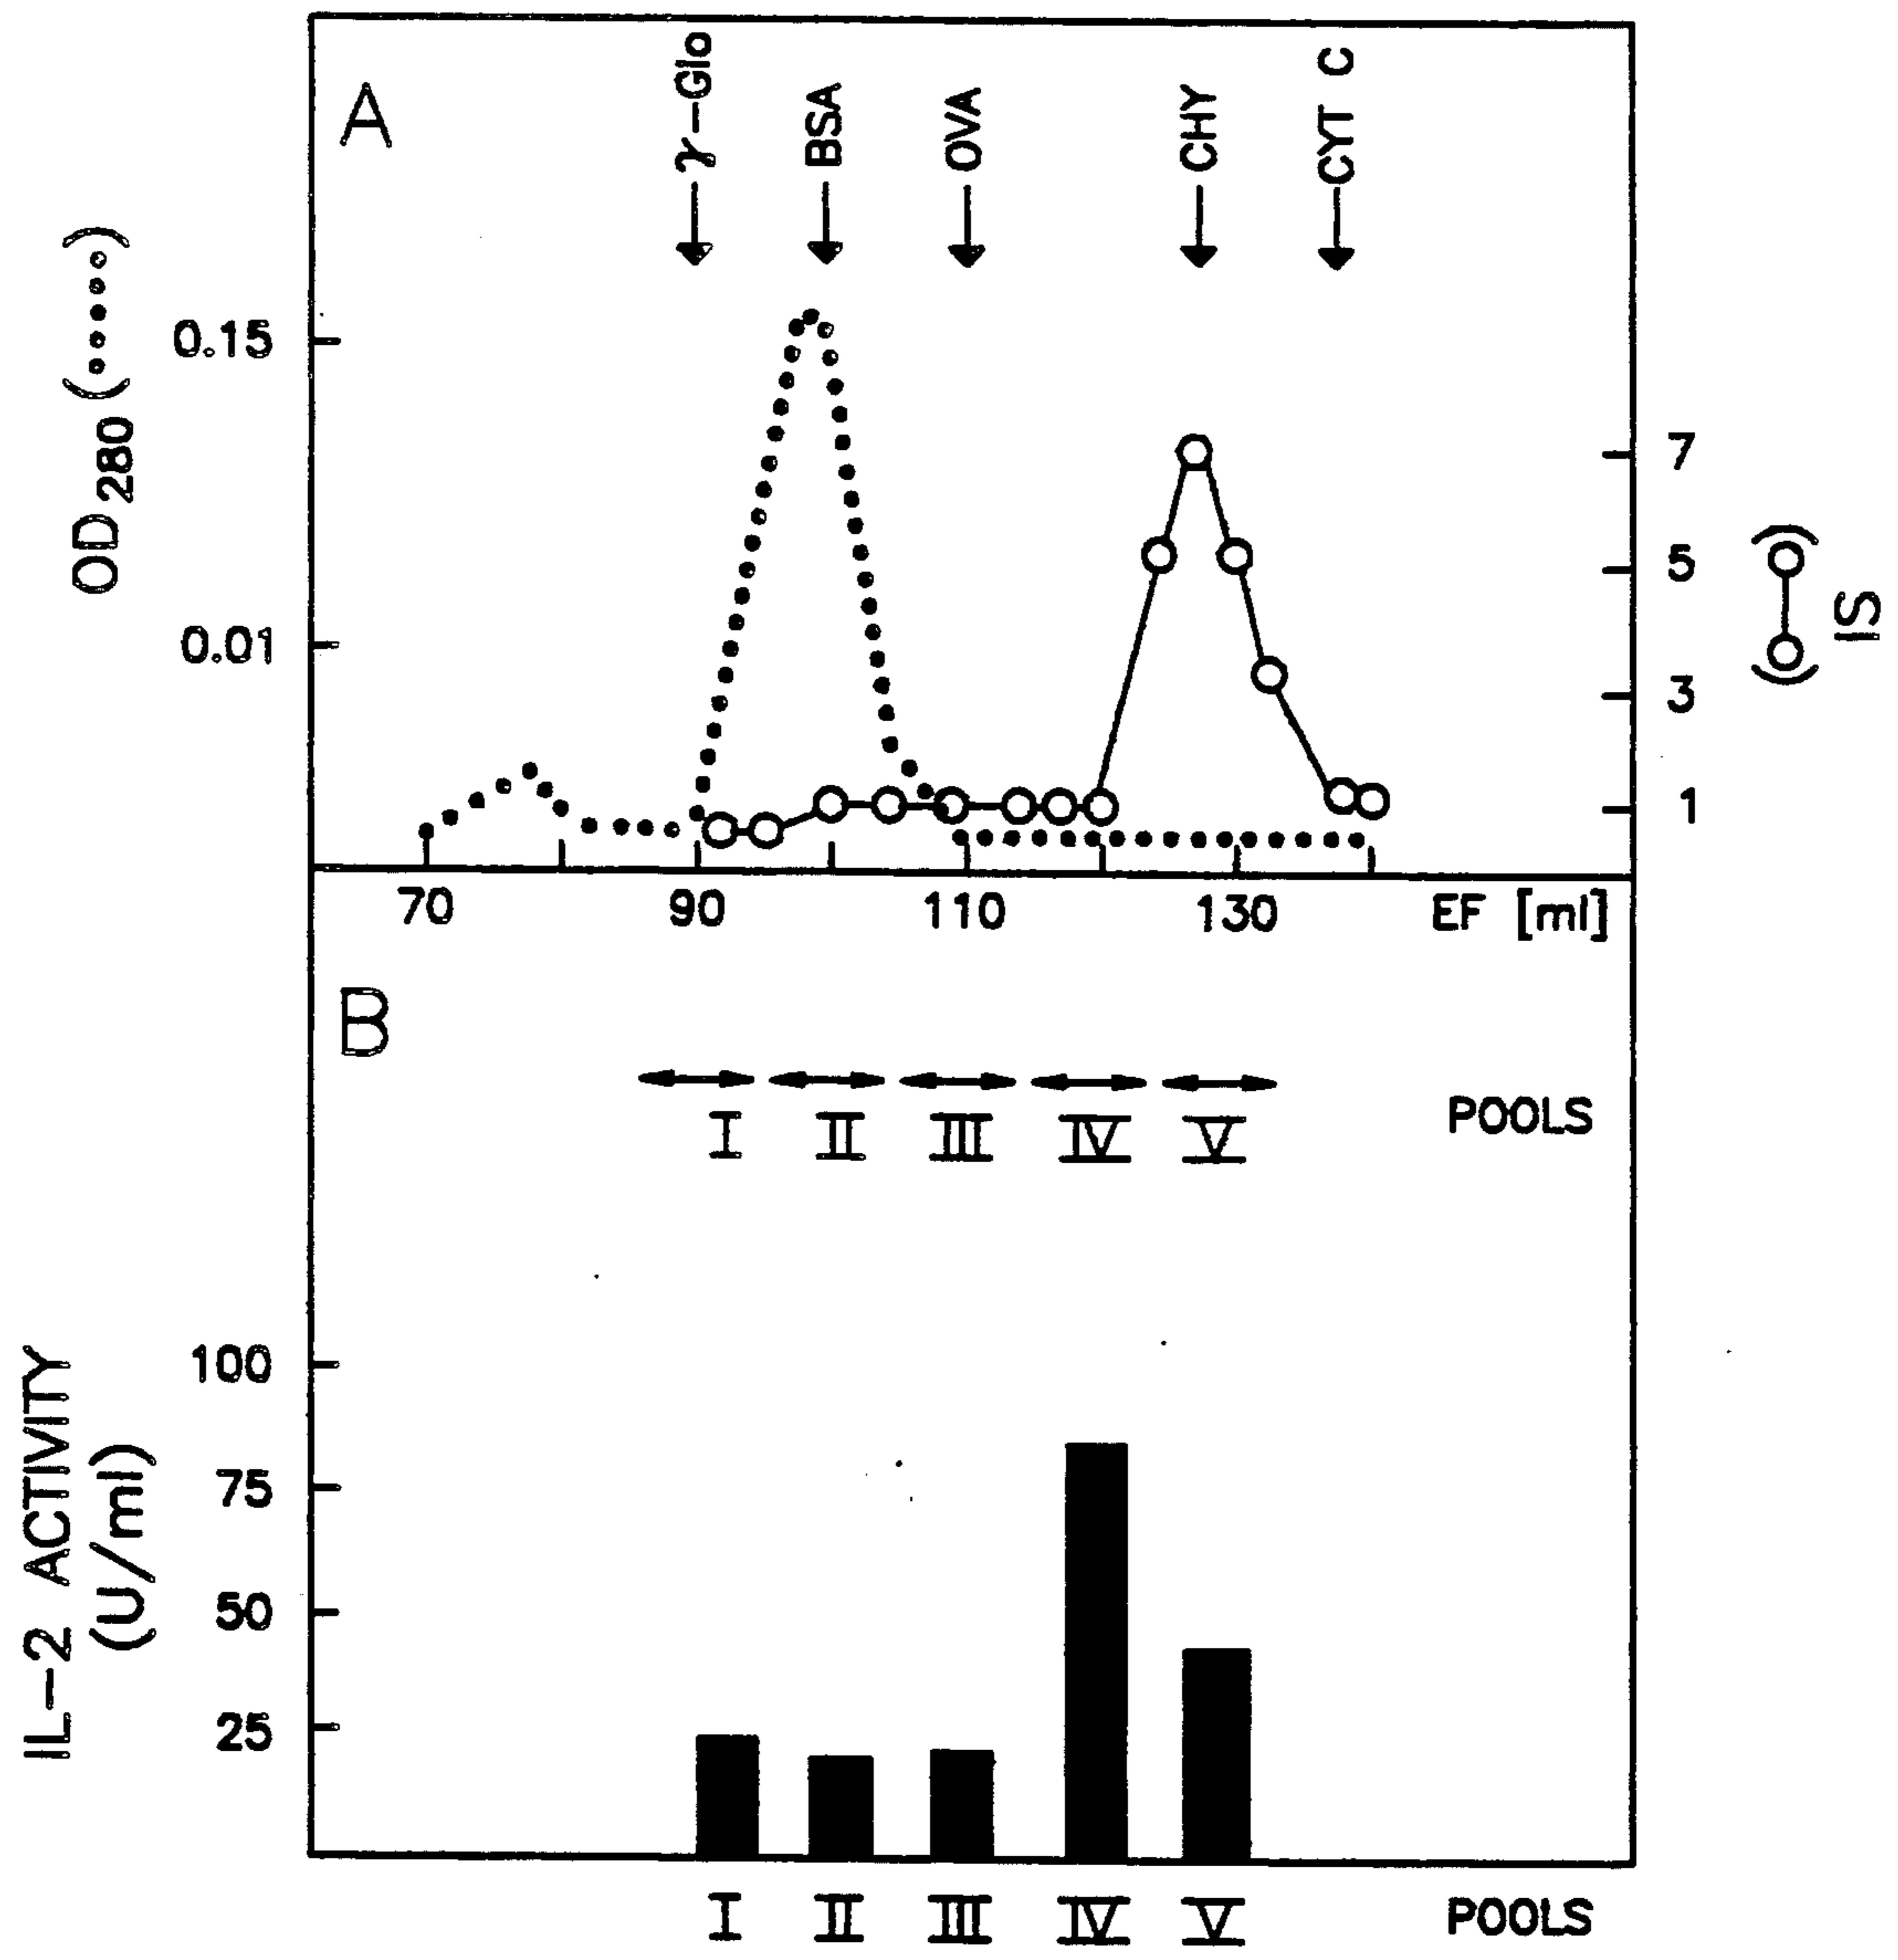 A
γ-Glo
BSA
OVA
CHY
CYT C
OD280 (•••••)
0.15
0.01
7
5
3
1
IS
70 90 110 130 EF [ml]
B
I II III IV V POOLS
IL-2 ACTIVITY
(U/ml)
100
75
50
25
I II III IV V POOLS